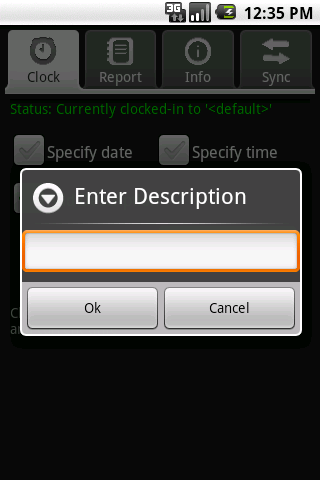 3G 12:35 PM
Clock Report Info Sync
Status: Currently clocked-in to '<default>'
Specify date Specify time
Enter Description
Ok Cancel